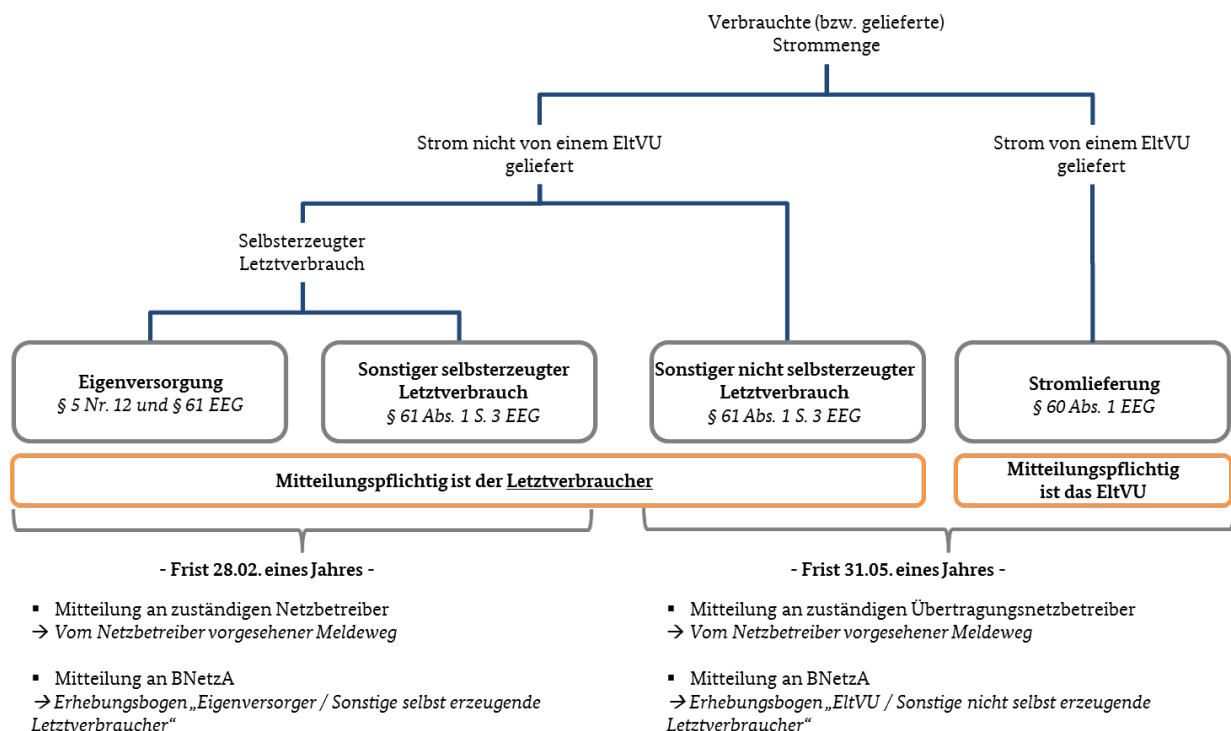 Verbrauchte (bzw. gelieferte)
Strommenge
Strom nicht von einem EltVU
geliefert
Strom von einem EltVU
geliefert
Selbsterzeugter
Letztverbrauch
Eigenversorgung
§ 5 Nr. 12 und § 61 EEG
Sonstiger selbsterzeugter
Letztverbrauch
§ 61 Abs. 1 S. 3 EEG
Sonstiger nicht selbsterzeugter
Letztverbrauch
§ 61 Abs. 1 S. 3 EEG
Stromlieferung
§ 60 Abs. 1 EEG
Mitteilungspflichtig ist der Letztverbraucher
Mitteilungspflichtig
ist das EltVU
- Frist 28.02. eines Jahres -
▪ Mitteilung an zuständigen Netzbetreiber
→ Vom Netzbetreiber vorgesehener Meldeweg
▪ Mitteilung an BNetzA
→ Erhebungsbogen „Eigenversorger / Sonstige selbst erzeugende
Letztverbraucher“
- Frist 31.05. eines Jahres -
▪ Mitteilung an zuständigen Übertragungsnetzbetreiber
→ Vom Netzbetreiber vorgesehener Meldeweg
▪ Mitteilung an BNetzA
→ Erhebungsbogen „EltVU / Sonstige nicht selbst erzeugende
Letztverbraucher“